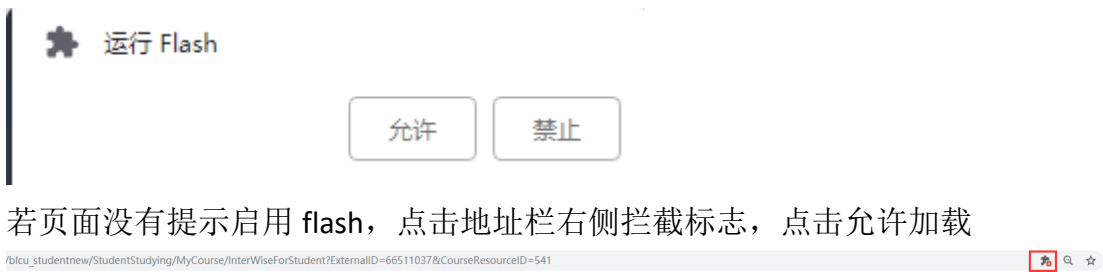 运行 Flash
允许 禁止
若页面没有提示启用 flash，点击地址栏右侧拦截标志，点击允许加载
/blcu_studentnew/StudentStudying/MyCourse/InterWiseForStudent?ExternalID=66511037&CourseResourceID=541